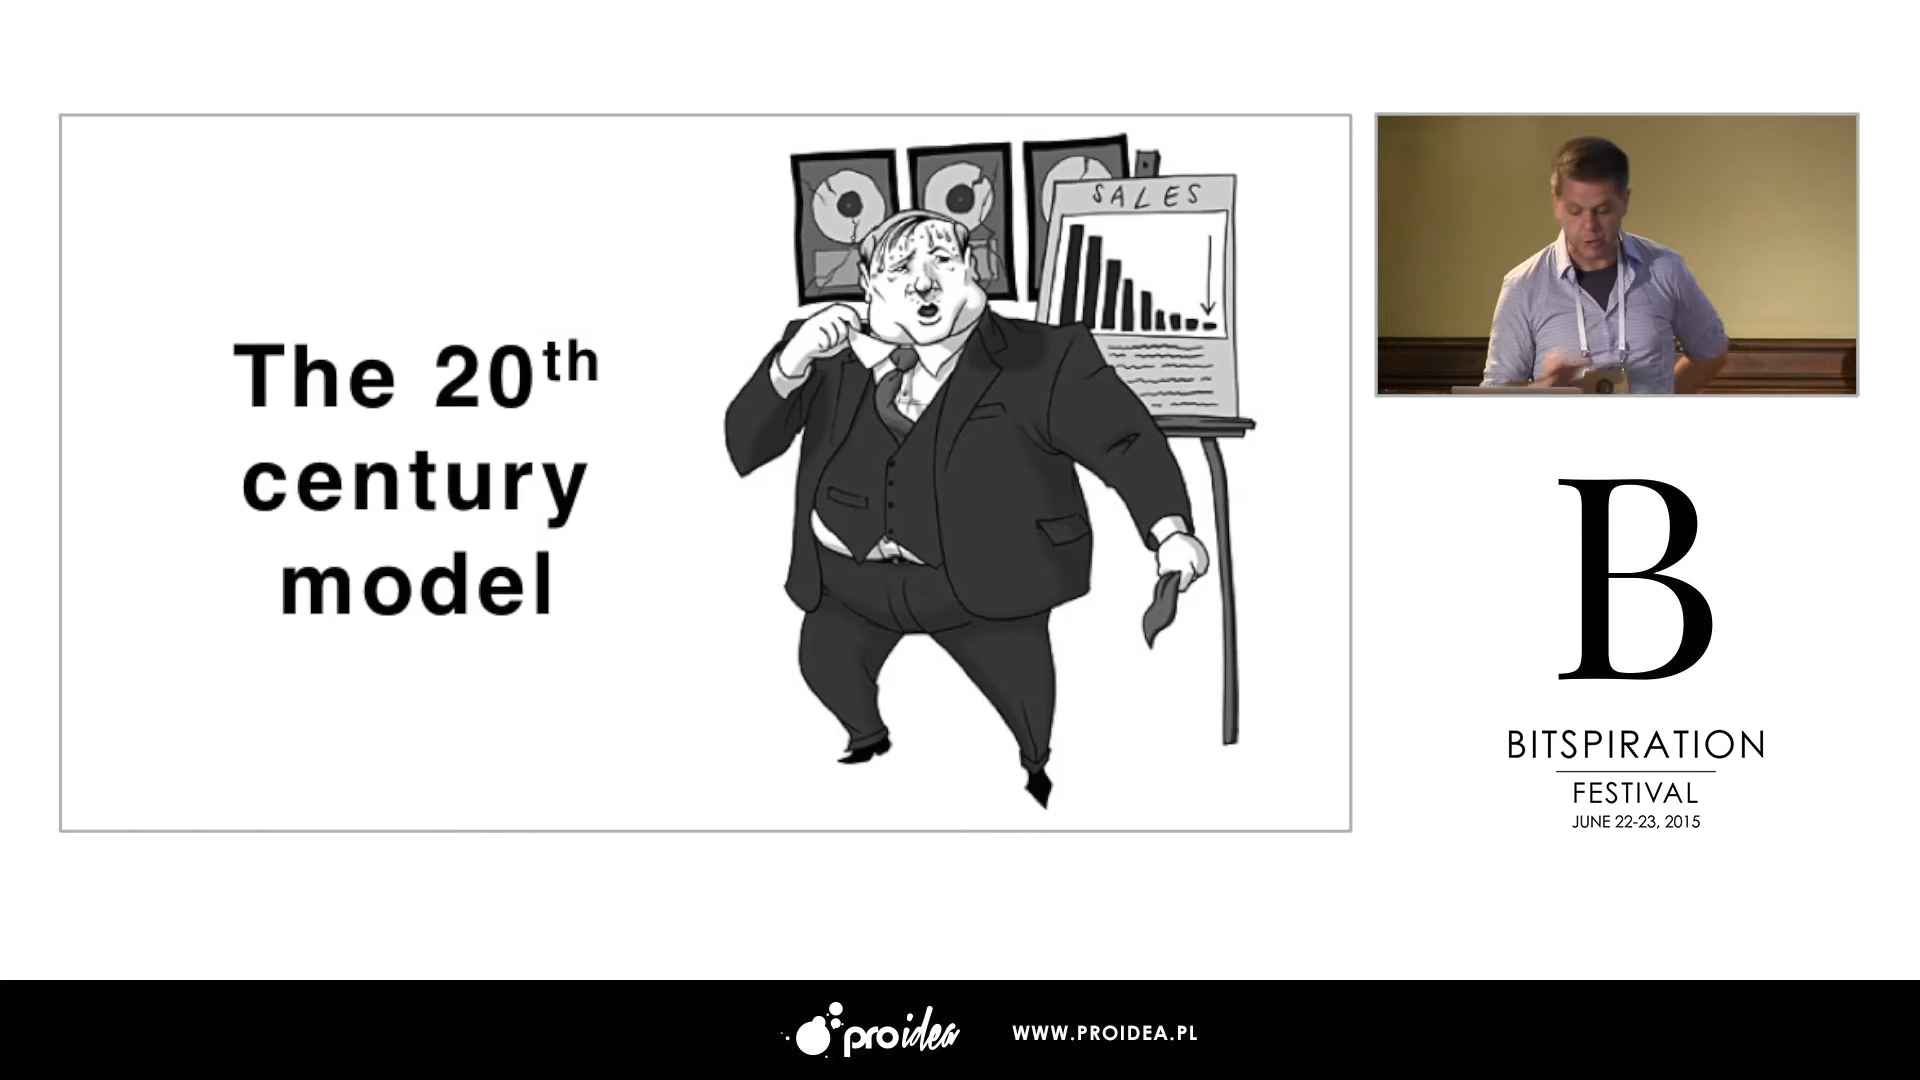 The 20th
century
model
SALES
B
BITSPIRATION
FESTIVAL
JUNE 22-23, 2015
proidea
WWW.PROIDEA.PL